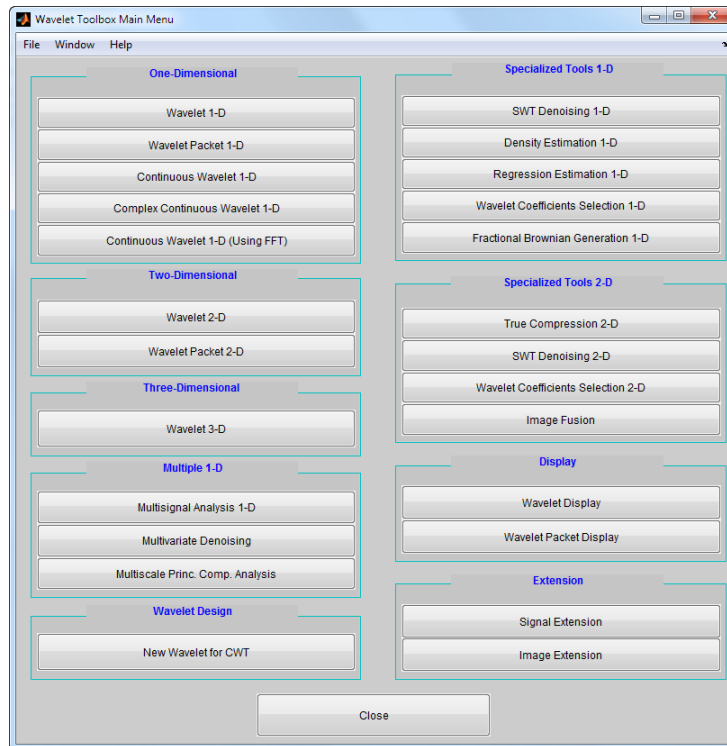 Wavelet Toolbox Main Menu
File Window Help
One-Dimensional
Wavelet 1-D
Wavelet Packet 1-D
Continuous Wavelet 1-D
Complex Continuous Wavelet 1-D
Continuous Wavelet 1-D (Using FFT)
Two-Dimensional
Wavelet 2-D
Wavelet Packet 2-D
Three-Dimensional
Wavelet 3-D
Multiple 1-D
Multisignal Analysis 1-D
Multivariate Denoising
Multiscale Princ. Comp. Analysis
Wavelet Design
New Wavelet for CWT
Specialized Tools 1-D
SWT Denoising 1-D
Density Estimation 1-D
Regression Estimation 1-D
Wavelet Coefficients Selection 1-D
Fractional Brownian Generation 1-D
Specialized Tools 2-D
True Compression 2-D
SWT Denoising 2-D
Wavelet Coefficients Selection 2-D
Image Fusion
Display
Wavelet Display
Wavelet Packet Display
Extension
Signal Extension
Image Extension
Close